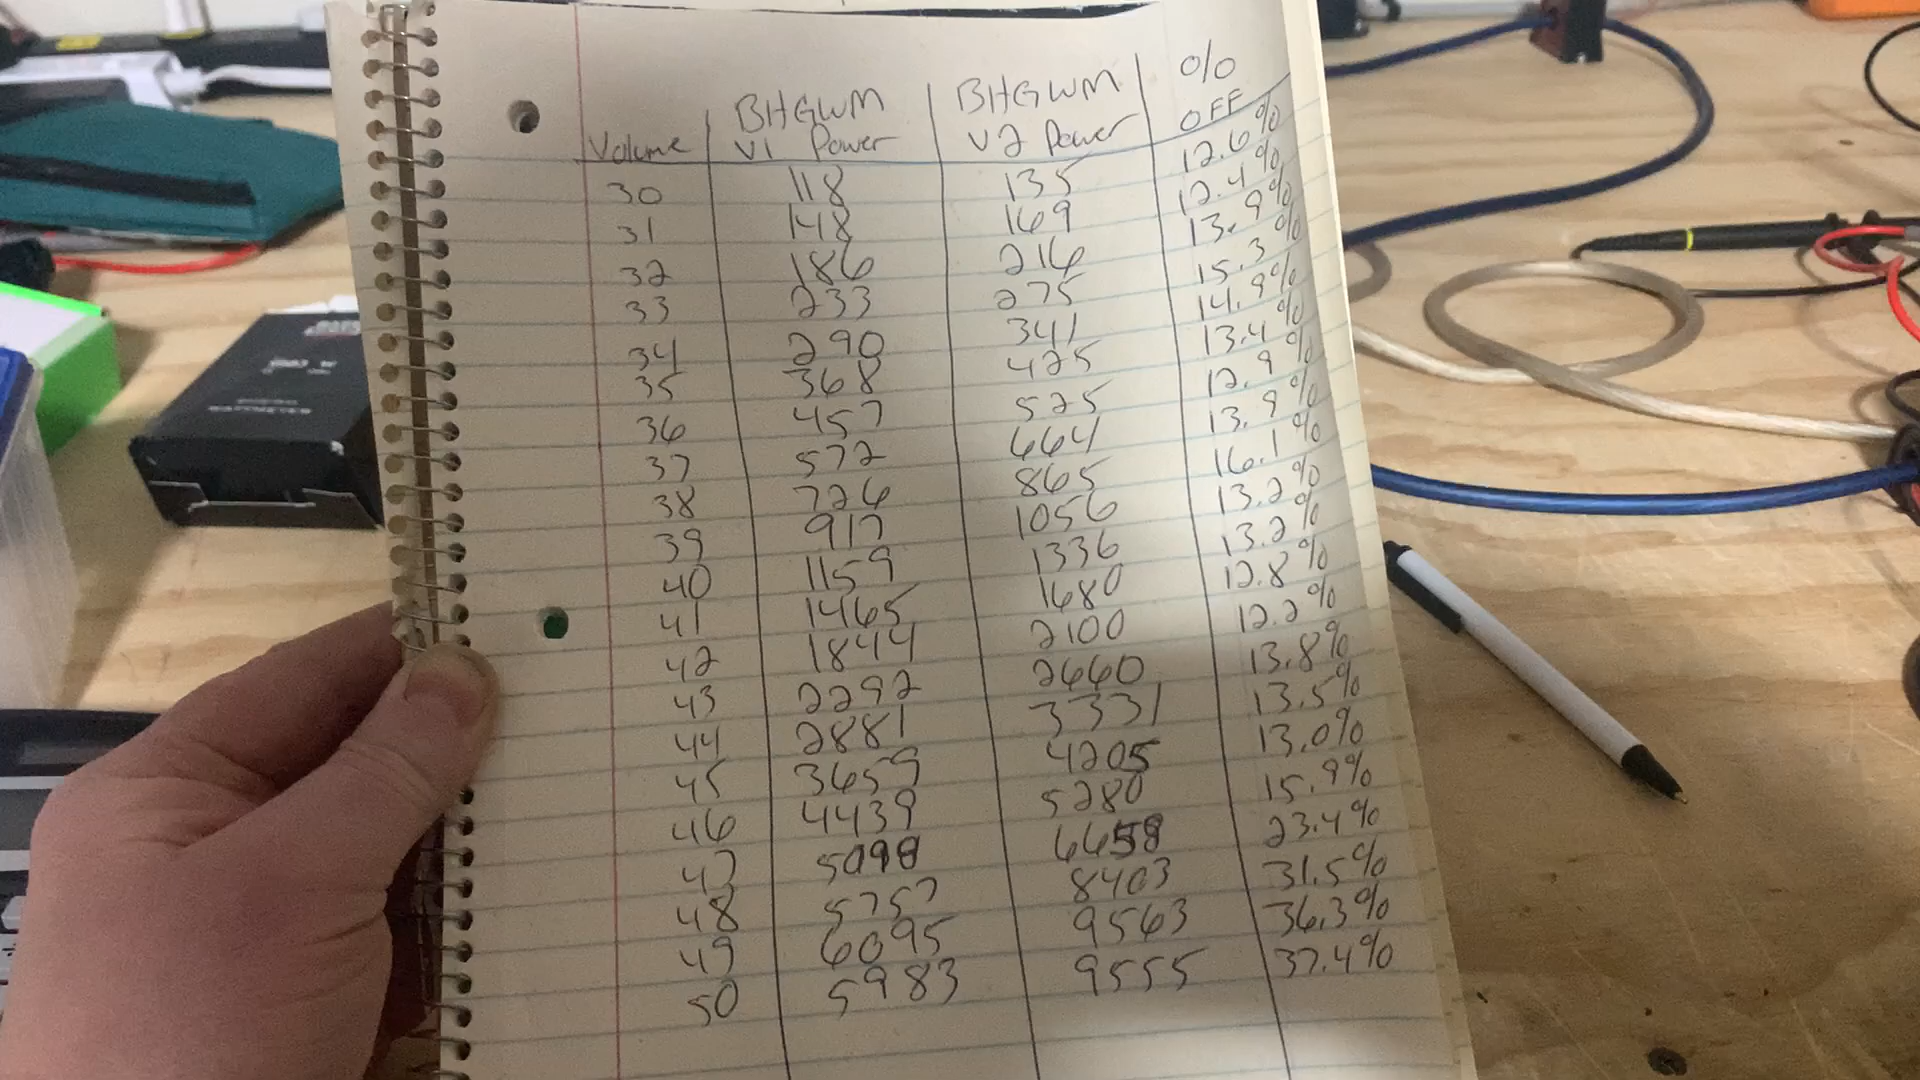 Volume | BHGWM V1 Power | BHGWM V2 Power | % OFF
30 118 135 12.6%
31 148 169 12.4%
32 186 216 13.9%
33 233 275 15.3%
34 290 341 14.9%
35 368 425 13.4%
36 457 525 12.9%
37 572 664 13.9%
38 726 865 16.1%
39 917 1056 13.2%
40 1159 1336 13.2%
41 1465 1680 12.8%
42 1844 2100 12.2%
43 2292 2660 13.8%
44 2881 3331 13.5%
45 3659 4205 13.0%
46 4439 5280 15.9%
47 5098 6658 23.4%
48 5757 8403 31.5%
49 6095 9563 36.3%
50 5983 9555 37.4%